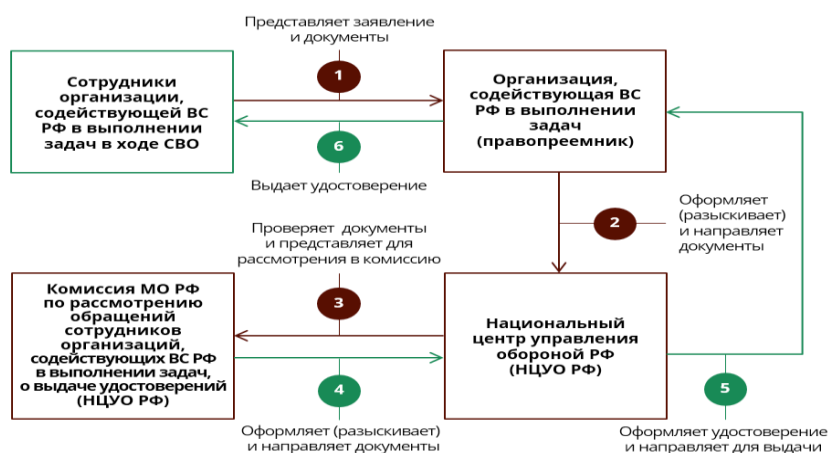 Представляет заявление
и документы
Сотрудники
организации,
содействующей ВС
РФ в выполнении
задач в ходе СВО
1
Организация,
содействующая ВС
РФ в выполнении
задач
(правопреемник)
6
Выдает удостоверение
Оформляет
(разыскивает)
и направляет
документы
2
Проверяет документы
и представляет для
рассмотрения в комиссию
Комиссия МО РФ
по рассмотрению
обращений
сотрудников
организаций,
содействующих ВС РФ
в выполнении задач,
о выдаче удостоверений
(НЦУО РФ)
3
Национальный
центр управления
обороной РФ
(НЦУО РФ)
4
Оформляет (разыскивает)
и направляет документы
5
Оформляет удостоверение
и направляет для выдачи